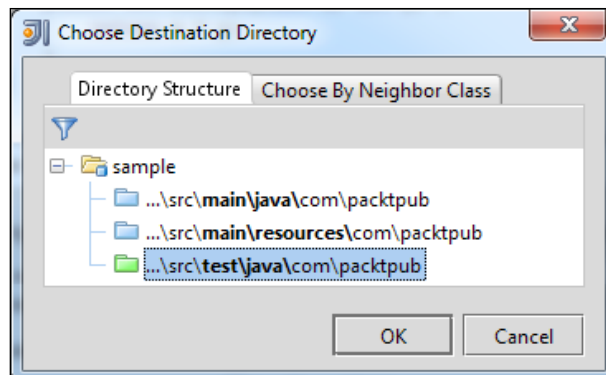 Choose Destination Directory
Directory Structure Choose By Neighbor Class
sample
...\src\main\java\com\packtpub
...\src\main\resources\com\packtpub
...\src\test\java\com\packtpub
OK Cancel